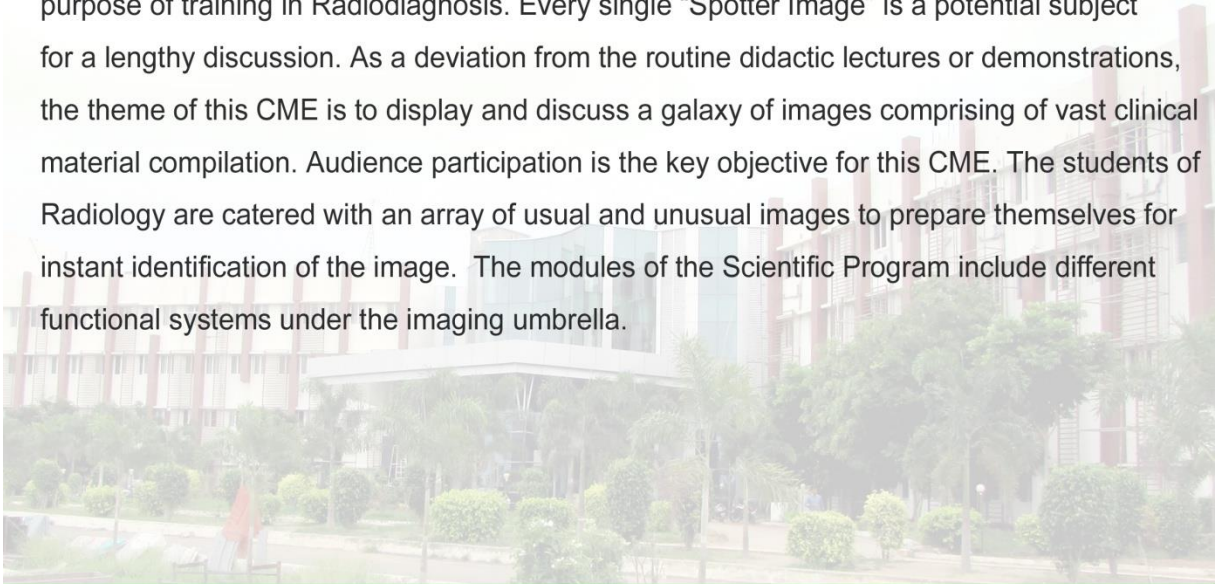 purpose of training in Radiodiagnosis. Every single "Spotter Image" is a potential subject
for a lengthy discussion. As a deviation from the routine didactic lectures or demonstrations,
the theme of this CME is to display and discuss a galaxy of images comprising of vast clinical
material compilation. Audience participation is the key objective for this CME. The students of
Radiology are catered with an array of usual and unusual images to prepare themselves for
instant identification of the image.  The modules of the Scientific Program include different
functional systems under the imaging umbrella.